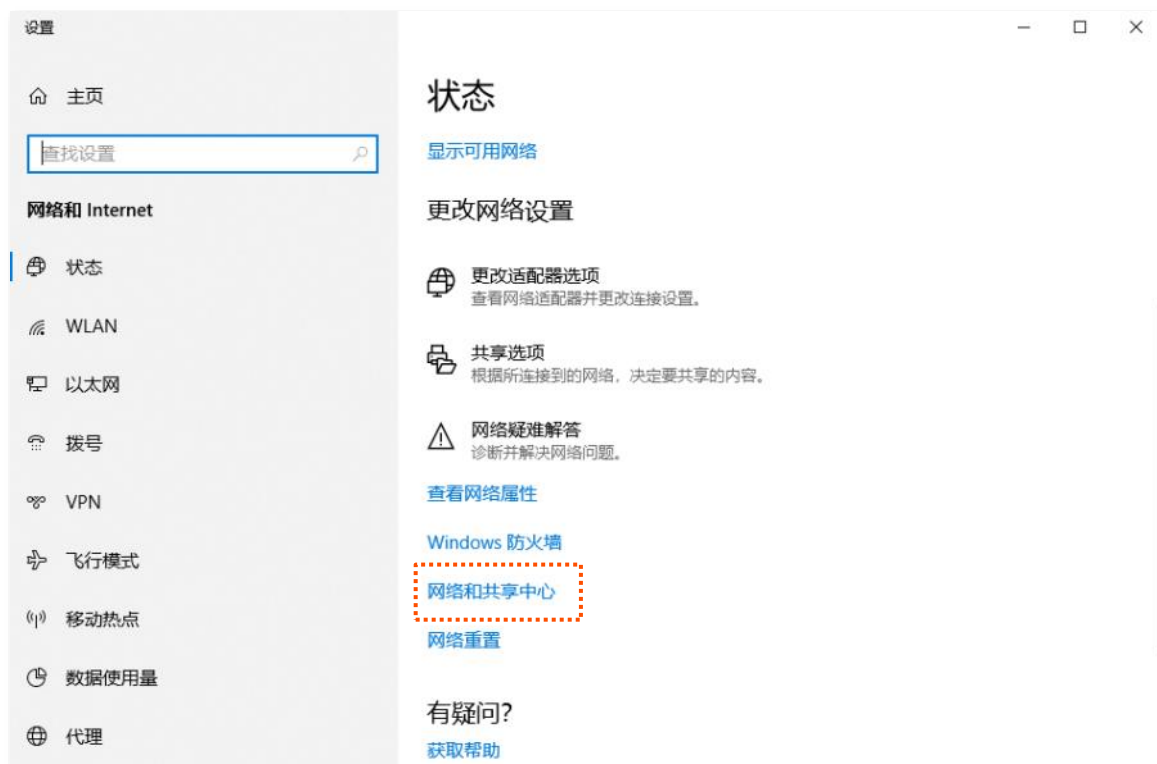 设置
主页
查找设置
网络和 Internet
状态
WLAN
以太网
拨号
VPN
飞行模式
移动热点
数据使用量
代理
状态
显示可用网络
更改网络设置
更改适配器选项
查看网络适配器并更改连接设置。
共享选项
根据所连接到的网络，决定要共享的内容。
网络疑难解答
诊断并解决网络问题。
查看网络属性
Windows 防火墙
网络和共享中心
网络重置
有疑问?
获取帮助